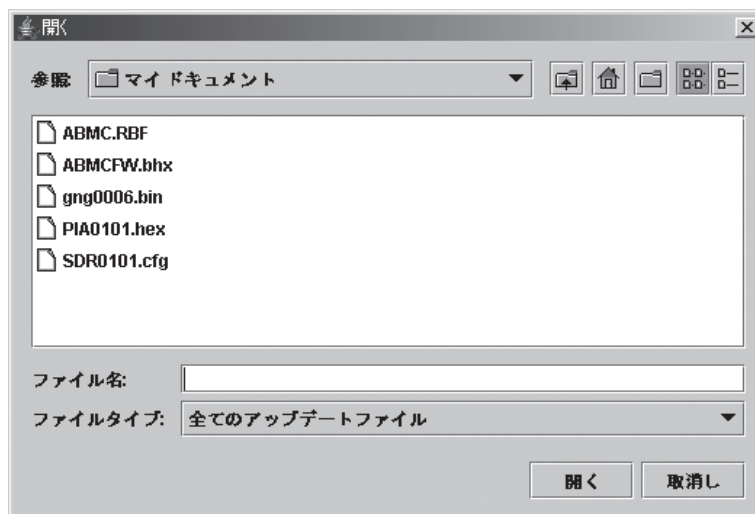 開く
参照: マイ ドキュメント
ABMC.RBF
ABMCFW.bhx
gng0006.bin
PIA0101.hex
SDR0101.cfg
ファイル名:
ファイルタイプ: 全てのアップデートファイル
開く 取消し